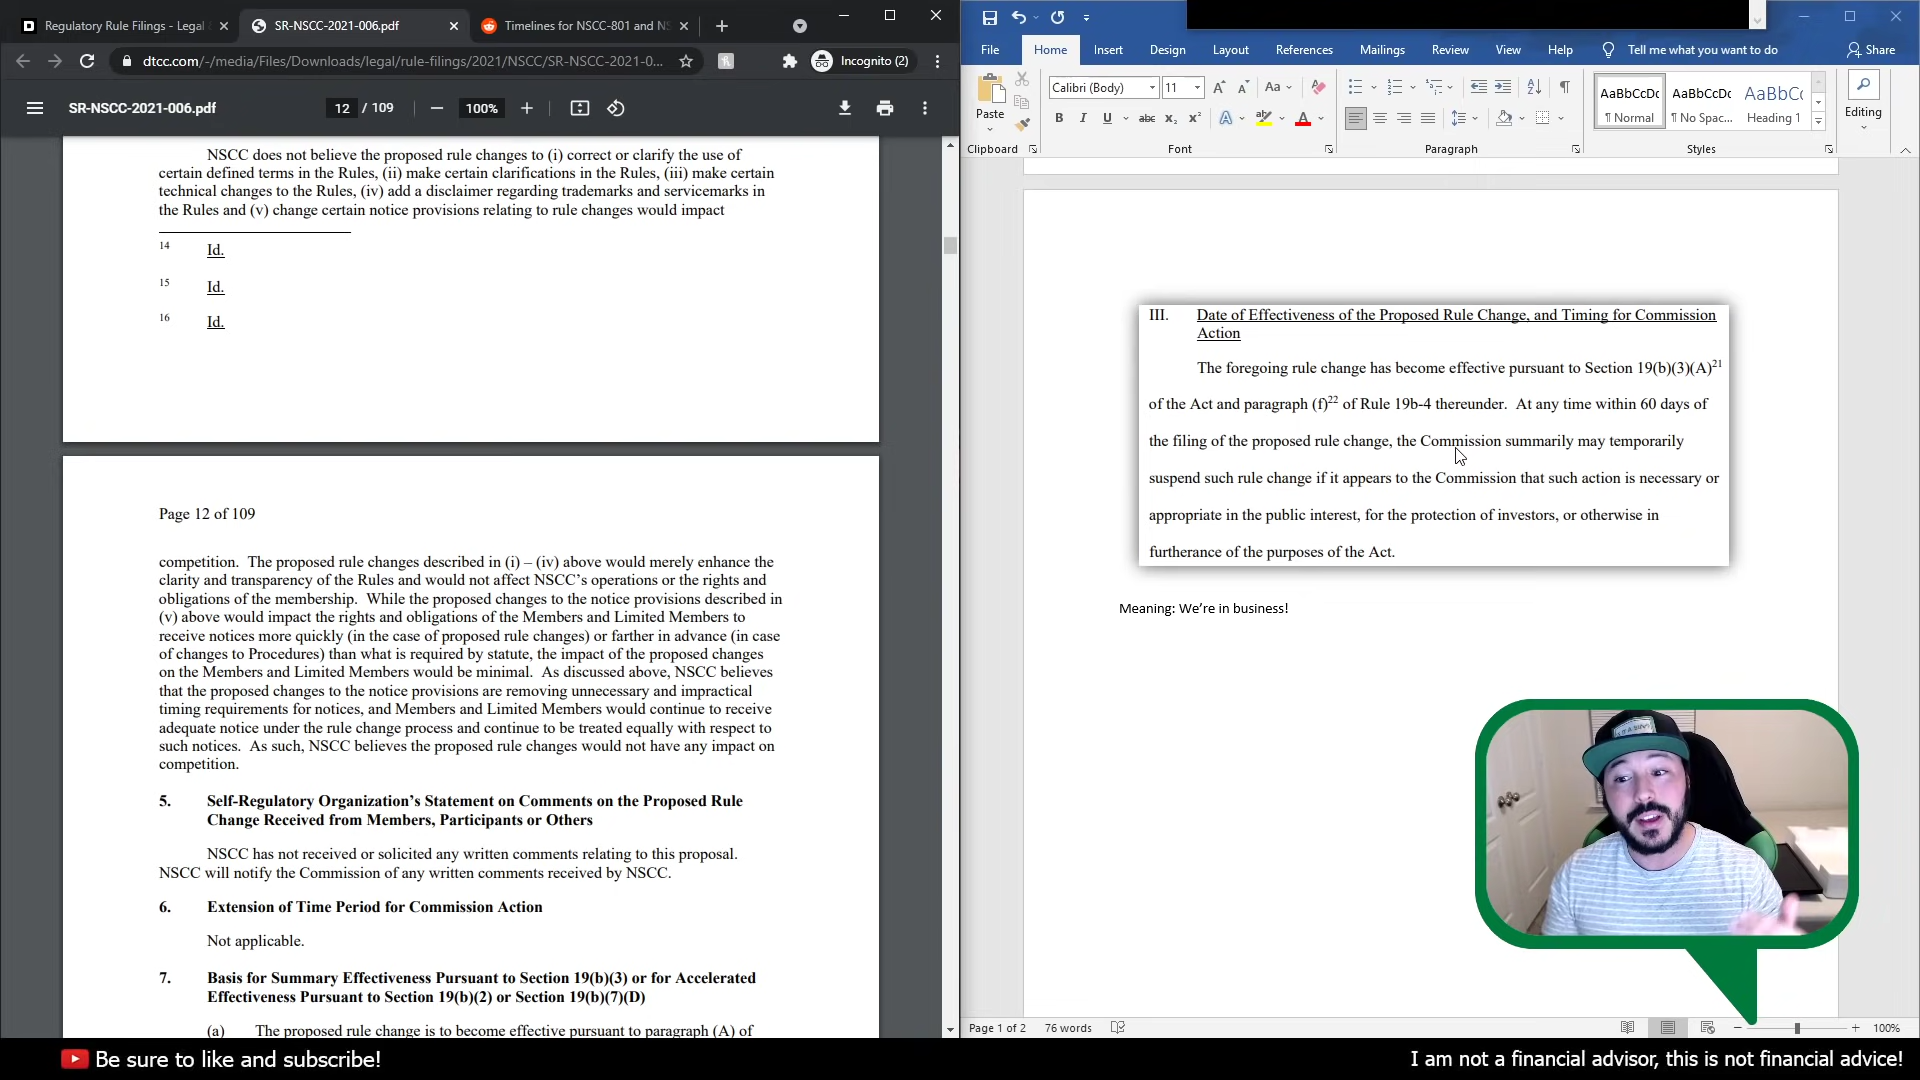 Regulatory Rule Filings - Legal
SR-NSCC-2021-006.pdf
Timelines for NSCC-801 and NS
dtcc.com/-/media/Files/Downloads/legal/rule-filings/2021/NSCC/SR-NSCC-2021-0...
Incognito (2)
SR-NSCC-2021-006.pdf
12 / 109
100%
NSCC does not believe the proposed rule changes to (i) correct or clarify the use of
certain defined terms in the Rules, (ii) make certain clarifications in the Rules, (iii) make certain
technical changes to the Rules, (iv) add a disclaimer regarding trademarks and servicemarks in
the Rules and (v) change certain notice provisions relating to rule changes would impact
14 Id.
15 Id.
16 Id.
Page 12 of 109
competition. The proposed rule changes described in (i) – (iv) above would merely enhance the
clarity and transparency of the Rules and would not affect NSCC's operations or the rights and
obligations of the membership. While the proposed changes to the notice provisions described in
(v) above would impact the rights and obligations of the Members and Limited Members to
receive notices more quickly (in the case of proposed rule changes) or farther in advance (in case
of changes to Procedures) than what is required by statute, the impact of the proposed changes
on the Members and Limited Members would be minimal. As discussed above, NSCC believes
that the proposed changes to the notice provisions are removing unnecessary and impractical
timing requirements for notices, and Members and Limited Members would continue to receive
adequate notice under the rule change process and continue to be treated equally with respect to
such notices. As such, NSCC believes the proposed rule changes would not have any impact on
competition.
5. Self-Regulatory Organization's Statement on Comments on the Proposed Rule
Change Received from Members, Participants or Others
NSCC has not received or solicited any written comments relating to this proposal.
NSCC will notify the Commission of any written comments received by NSCC.
6. Extension of Time Period for Commission Action
Not applicable.
7. Basis for Summary Effectiveness Pursuant to Section 19(b)(3) or for Accelerated
Effectiveness Pursuant to Section 19(b)(2) or Section 19(b)(7)(D)
(a) The proposed rule change is to become effective pursuant to paragraph (A) of
File Home Insert Design Layout References Mailings Review View Help Tell me what you want to do Share
Paste
Calibri (Body) 11
AaBbCcDc AaBbCcDc AaBbCc
¶ Normal ¶ No Spac... Heading 1
Editing
Clipboard Font Paragraph Styles
III. Date of Effectiveness of the Proposed Rule Change, and Timing for Commission
Action
The foregoing rule change has become effective pursuant to Section 19(b)(3)(A)21
of the Act and paragraph (f)22 of Rule 19b-4 thereunder. At any time within 60 days of
the filing of the proposed rule change, the Commission summarily may temporarily
suspend such rule change if it appears to the Commission that such action is necessary or
appropriate in the public interest, for the protection of investors, or otherwise in
furtherance of the purposes of the Act.
Meaning: We're in business!
Page 1 of 2 76 words
100%
Be sure to like and subscribe!
I am not a financial advisor, this is not financial advice!